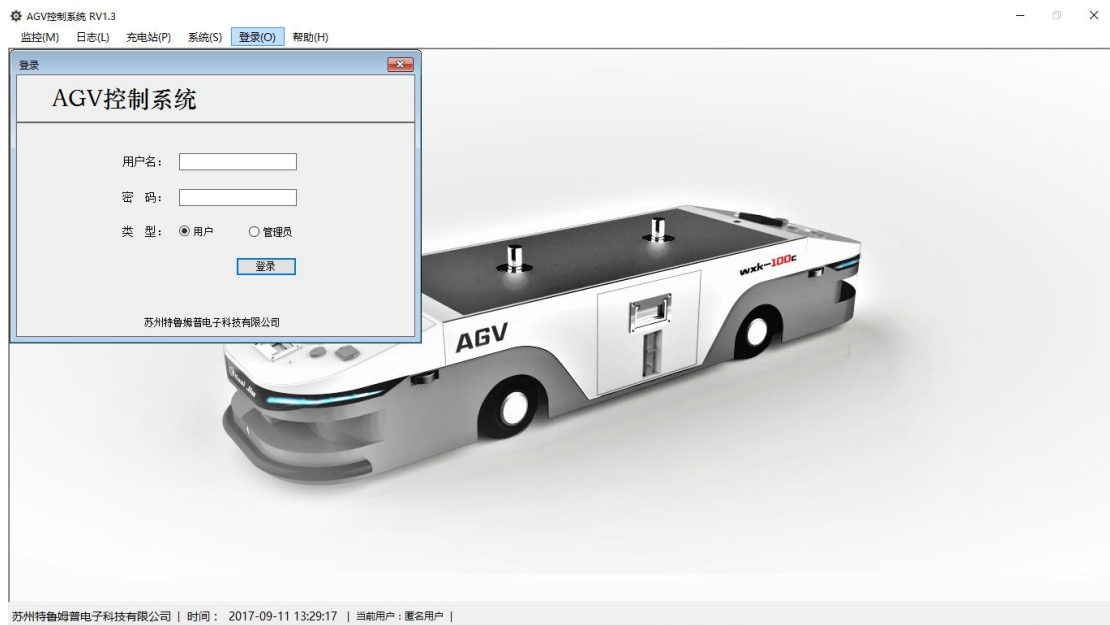 AGV控制系统 RV1.3
监控(M) 日志(L) 充电站(P) 系统(S) 登录(O) 帮助(H)
登录
AGV控制系统
用户名：
密 码：
类 型： 用户 管理员
登录
苏州特鲁姆普电子科技有限公司
AGV
wxk-100c
苏州特鲁姆普电子科技有限公司 | 时间： 2017-09-11 13:29:17 | 当前用户：匿名用户 |